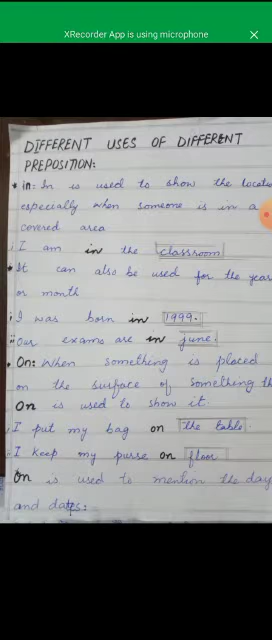 XRecorder App is using microphone
DIFFERENT USES OF DIFFERENT
PREPOSITION:
• in: In is used to show the locatio
especially when someone is in a
covered area
i I am in the classroom
• It can also be used for the year
or month
i, I was born in 1999.
ii Our exams are in june.
• On: When something is placed
on the surface of something th
On is used to show it.
i, I put my bag on the table.
ii, I keep my purse on floor
On is used to mention the day
and dates: